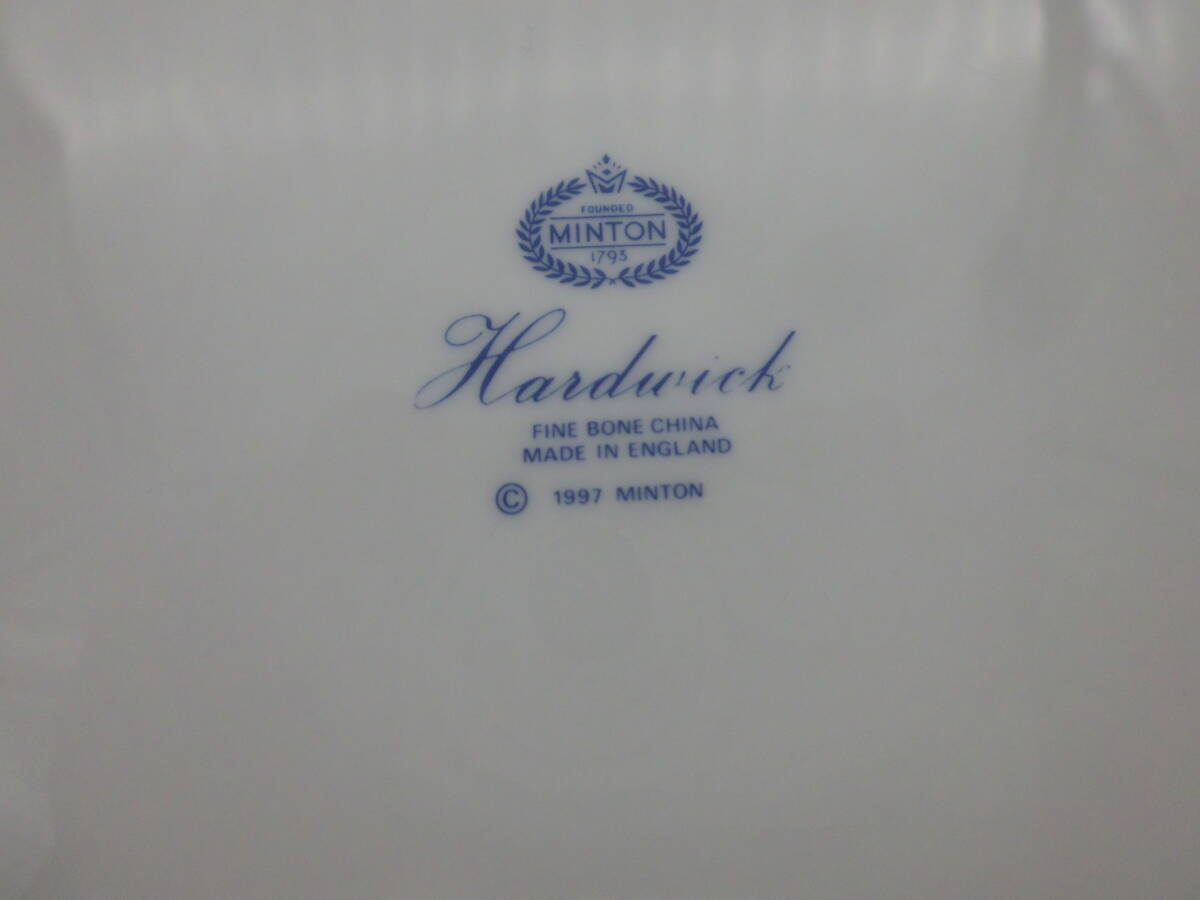 FOUNDED
MINTON
1793
Hardwick
FINE BONE CHINA
MADE IN ENGLAND
© 1997 MINTON